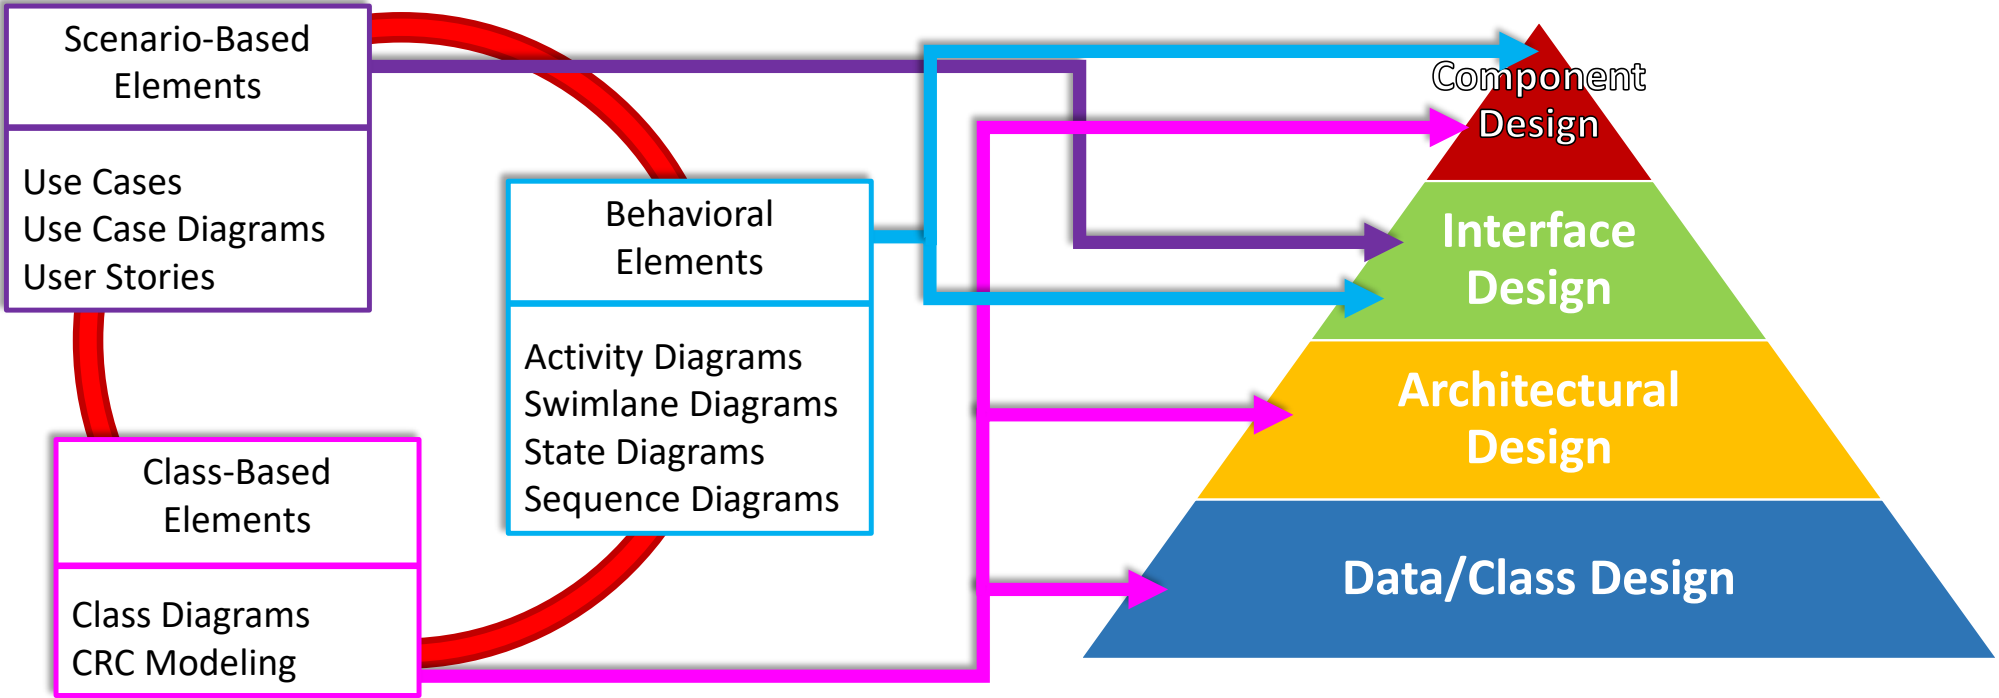 Scenario-Based
Elements
Use Cases
Use Case Diagrams
User Stories
Behavioral
Elements
Activity Diagrams
Swimlane Diagrams
State Diagrams
Sequence Diagrams
Class-Based
Elements
Class Diagrams
CRC Modeling
Component
Design
Interface
Design
Architectural
Design
Data/Class Design